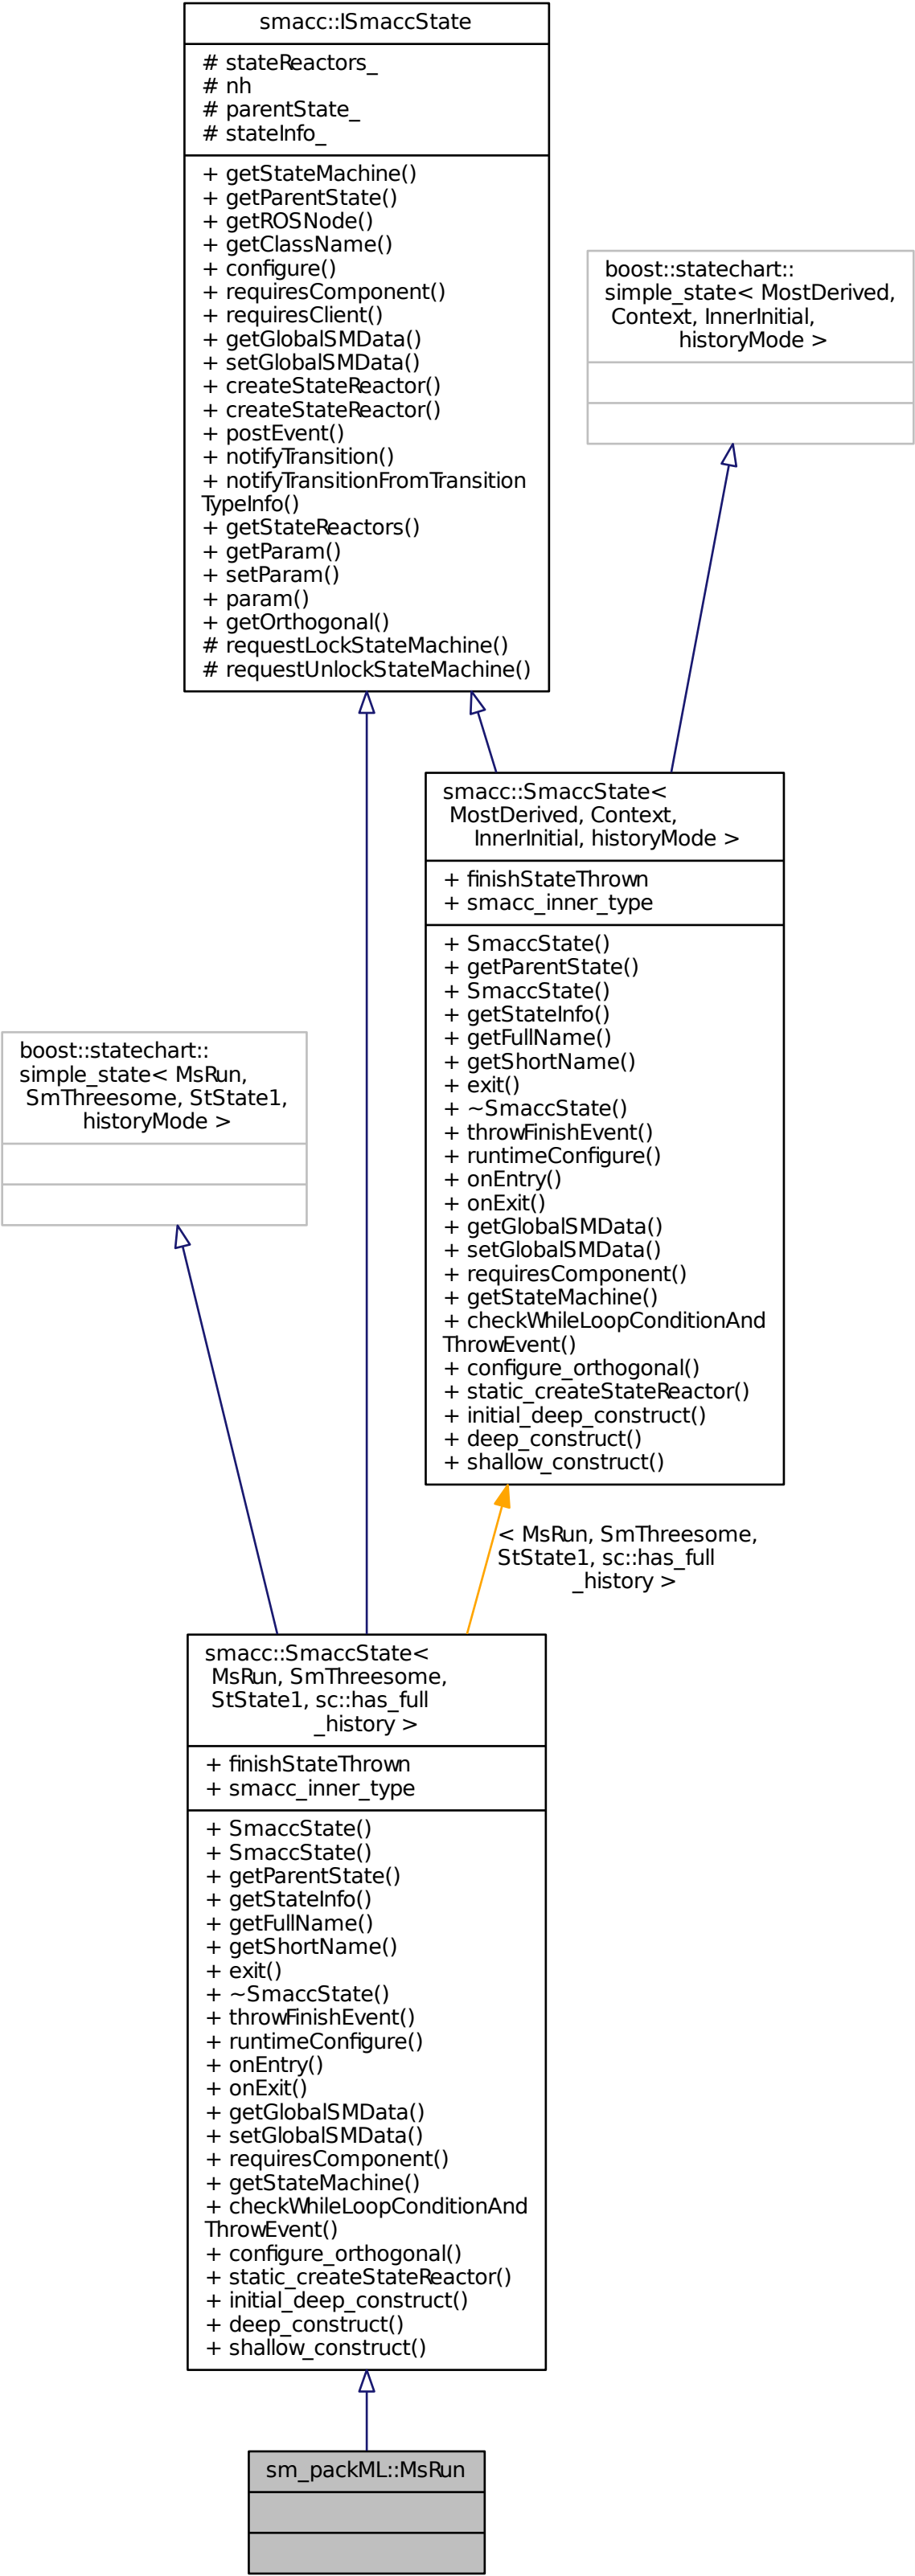 smacc::ISmaccState
# stateReactors_
# nh
# parentState_
# stateInfo_
+ getStateMachine()
+ getParentState()
+ getROSNode()
+ getClassName()
+ configure()
+ requiresComponent()
+ requiresClient()
+ getGlobalSMData()
+ setGlobalSMData()
+ createStateReactor()
+ createStateReactor()
+ postEvent()
+ notifyTransition()
+ notifyTransitionFromTransition
TypeInfo()
+ getStateReactors()
+ getParam()
+ setParam()
+ param()
+ getOrthogonal()
# requestLockStateMachine()
# requestUnlockStateMachine()
boost::statechart::
simple_state< MostDerived,
Context, InnerInitial,
historyMode >
smacc::SmaccState<
MostDerived, Context,
InnerInitial, historyMode >
+ finishStateThrown
+ smacc_inner_type
+ SmaccState()
+ getParentState()
+ SmaccState()
+ getStateInfo()
+ getFullName()
+ getShortName()
+ exit()
+ ~SmaccState()
+ throwFinishEvent()
+ runtimeConfigure()
+ onEntry()
+ onExit()
+ getGlobalSMData()
+ setGlobalSMData()
+ requiresComponent()
+ getStateMachine()
+ checkWhileLoopConditionAnd
ThrowEvent()
+ configure_orthogonal()
+ static_createStateReactor()
+ initial_deep_construct()
+ deep_construct()
+ shallow_construct()
boost::statechart::
simple_state< MsRun,
SmThreesome, StState1,
historyMode >
< MsRun, SmThreesome,
StState1, sc::has_full
_history >
smacc::SmaccState<
MsRun, SmThreesome,
StState1, sc::has_full
_history >
+ finishStateThrown
+ smacc_inner_type
+ SmaccState()
+ SmaccState()
+ getParentState()
+ getStateInfo()
+ getFullName()
+ getShortName()
+ exit()
+ ~SmaccState()
+ throwFinishEvent()
+ runtimeConfigure()
+ onEntry()
+ onExit()
+ getGlobalSMData()
+ setGlobalSMData()
+ requiresComponent()
+ getStateMachine()
+ checkWhileLoopConditionAnd
ThrowEvent()
+ configure_orthogonal()
+ static_createStateReactor()
+ initial_deep_construct()
+ deep_construct()
+ shallow_construct()
sm_packML::MsRun